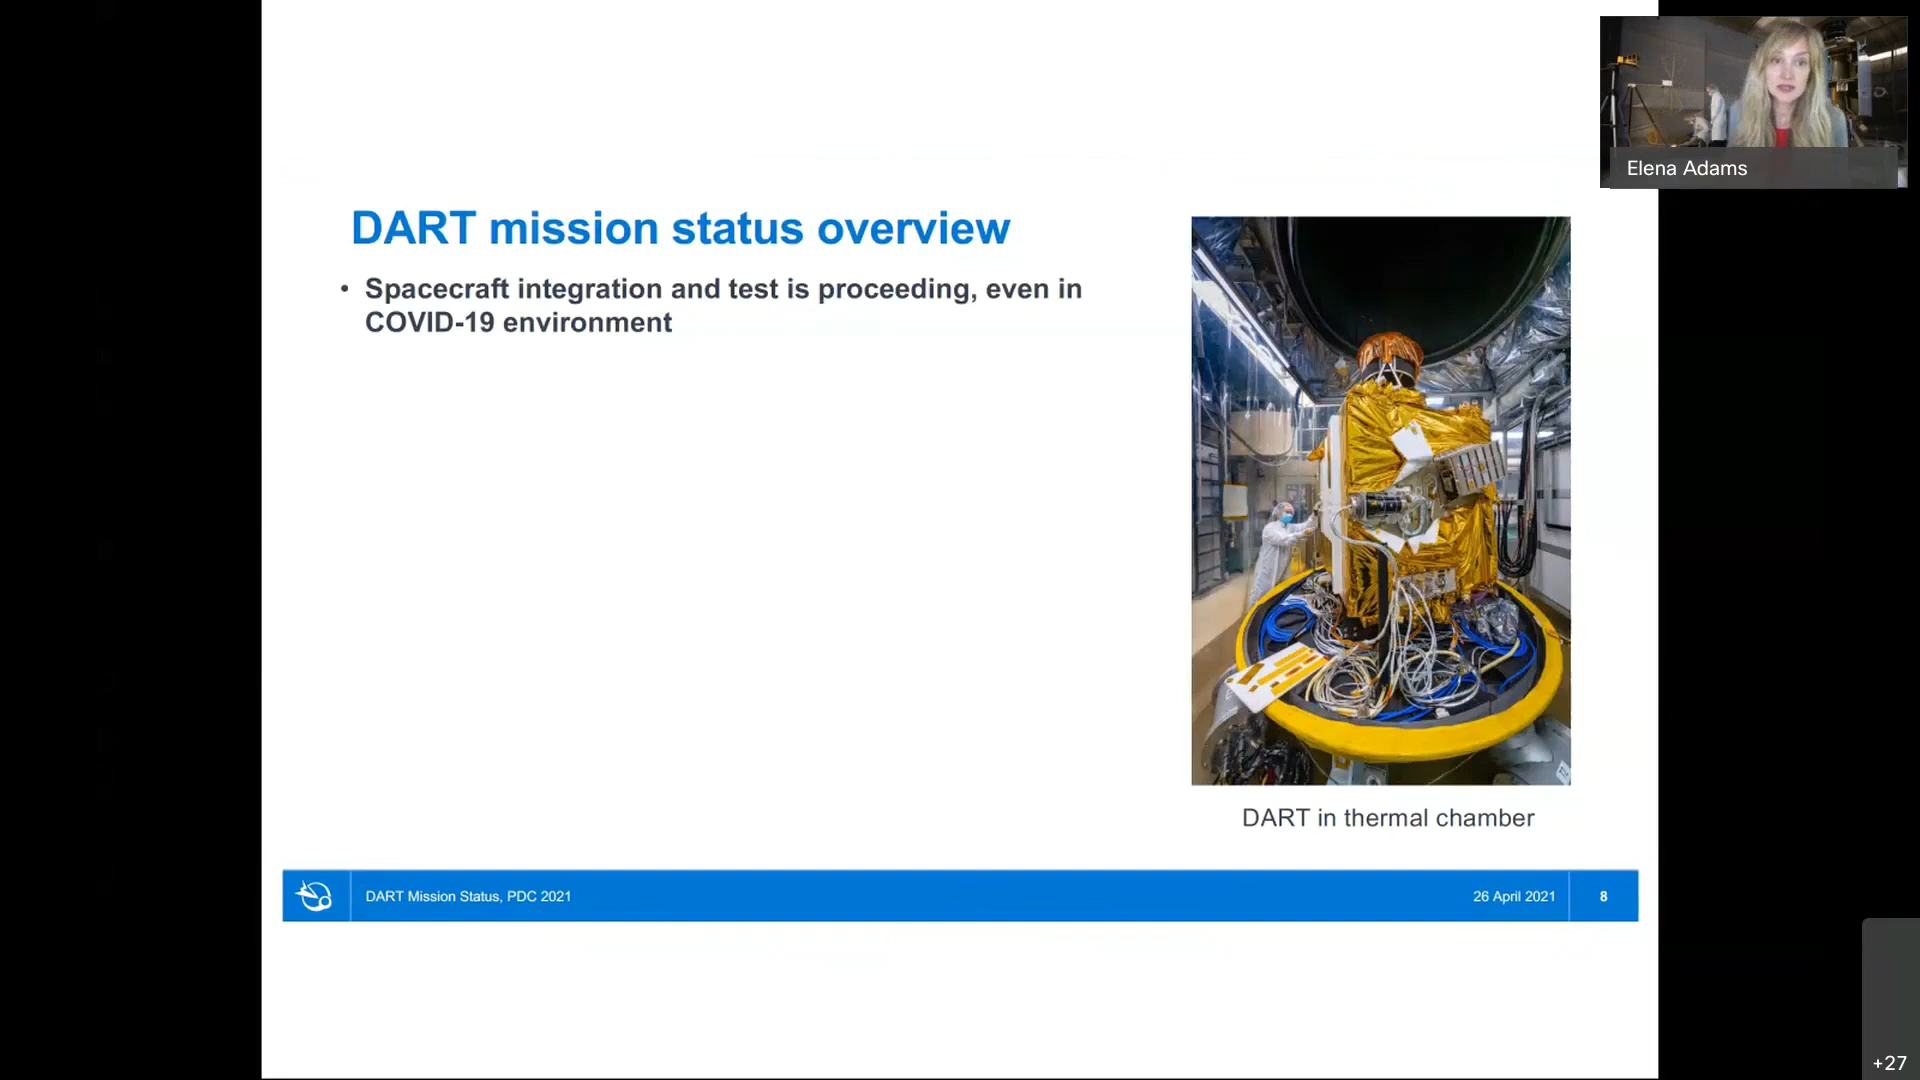 Elena Adams
DART mission status overview
• Spacecraft integration and test is proceeding, even in
COVID-19 environment
DART in thermal chamber
DART Mission Status, PDC 2021
26 April 2021
8
+27